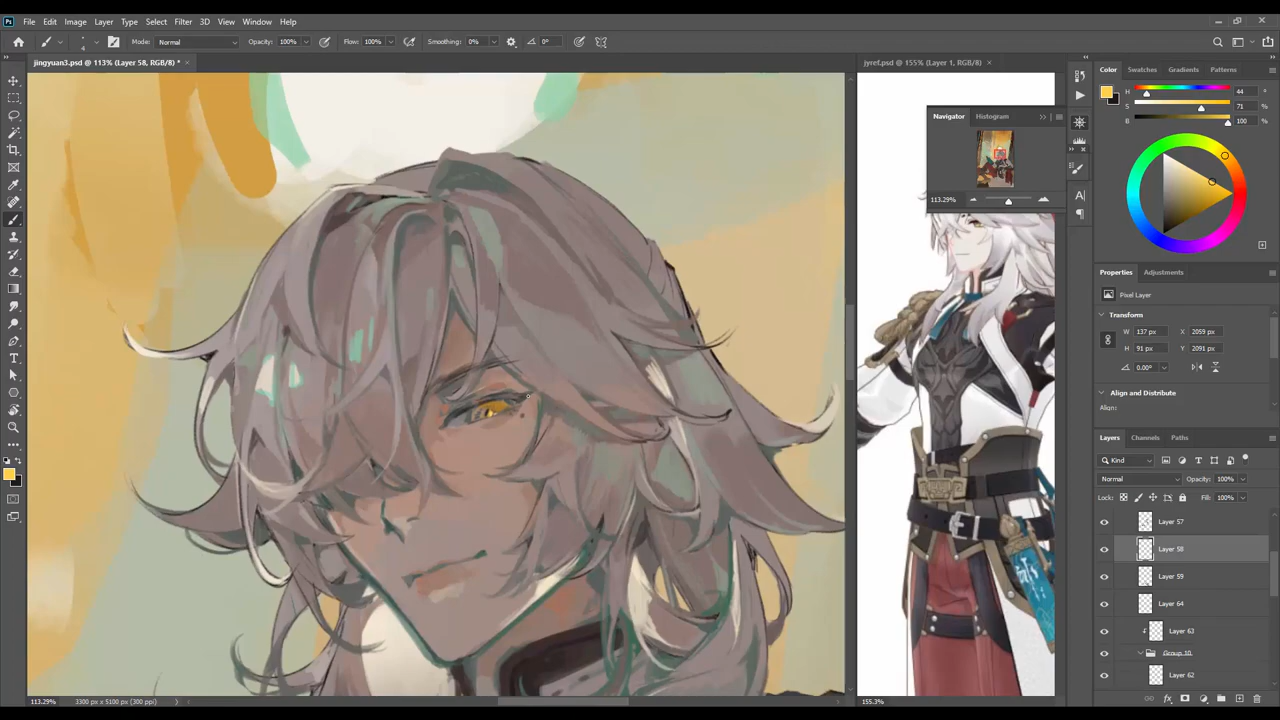 Ps File Edit Image Layer Type Select Filter 3D View Window Help
4 Mode: Normal Opacity: 100% Flow: 100% Smoothing: 0% 0°
jingyuan3.psd @ 113% (Layer 58, RGB/8) * × jyref.psd @ 155% (Layer 1, RGB/8) ×
Color Swatches Gradients Patterns
H 44 °
S 71 %
B 100 %
Navigator Histogram
113.29%
Properties Adjustments
Pixel Layer
Transform
W 137 px X 2059 px
H 91 px Y 2091 px
0.00°
Align and Distribute
Align:
Layers Channels Paths
Kind
Normal Opacity: 100%
Lock: Fill: 100%
Layer 57
Layer 58
Layer 59
Layer 64
Layer 63
Group 10
Layer 62
113.29% 3300 px x 5100 px (300 ppi) 155.3%